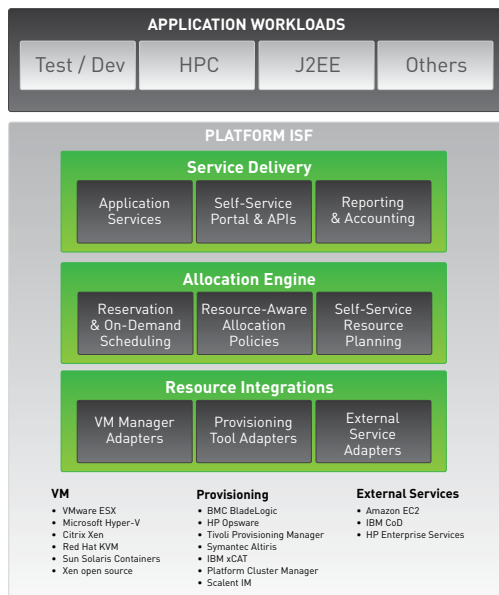 APPLICATION WORKLOADS
Test / Dev
HPC
J2EE
Others
PLATFORM ISF
Service Delivery
Application
Services
Self-Service
Portal & APIs
Reporting
& Accounting
Allocation Engine
Reservation
& On-Demand
Scheduling
Resource-Aware
Allocation
Policies
Self-Service
Resource
Planning
Resource Integrations
VM Manager
Adapters
Provisioning
Tool Adapters
External
Service
Adapters
VM
• VMware ESX
• Microsoft Hyper-V
• Citrix Xen
• Red Hat KVM
• Sun Solaris Containers
• Xen open source
Provisioning
• BMC BladeLogic
• HP Opsware
• Tivoli Provisioning Manager
• Symantec Altiris
• IBM xCAT
• Platform Cluster Manager
• Scalent IM
External Services
• Amazon EC2
• IBM CoD
• HP Enterprise Services